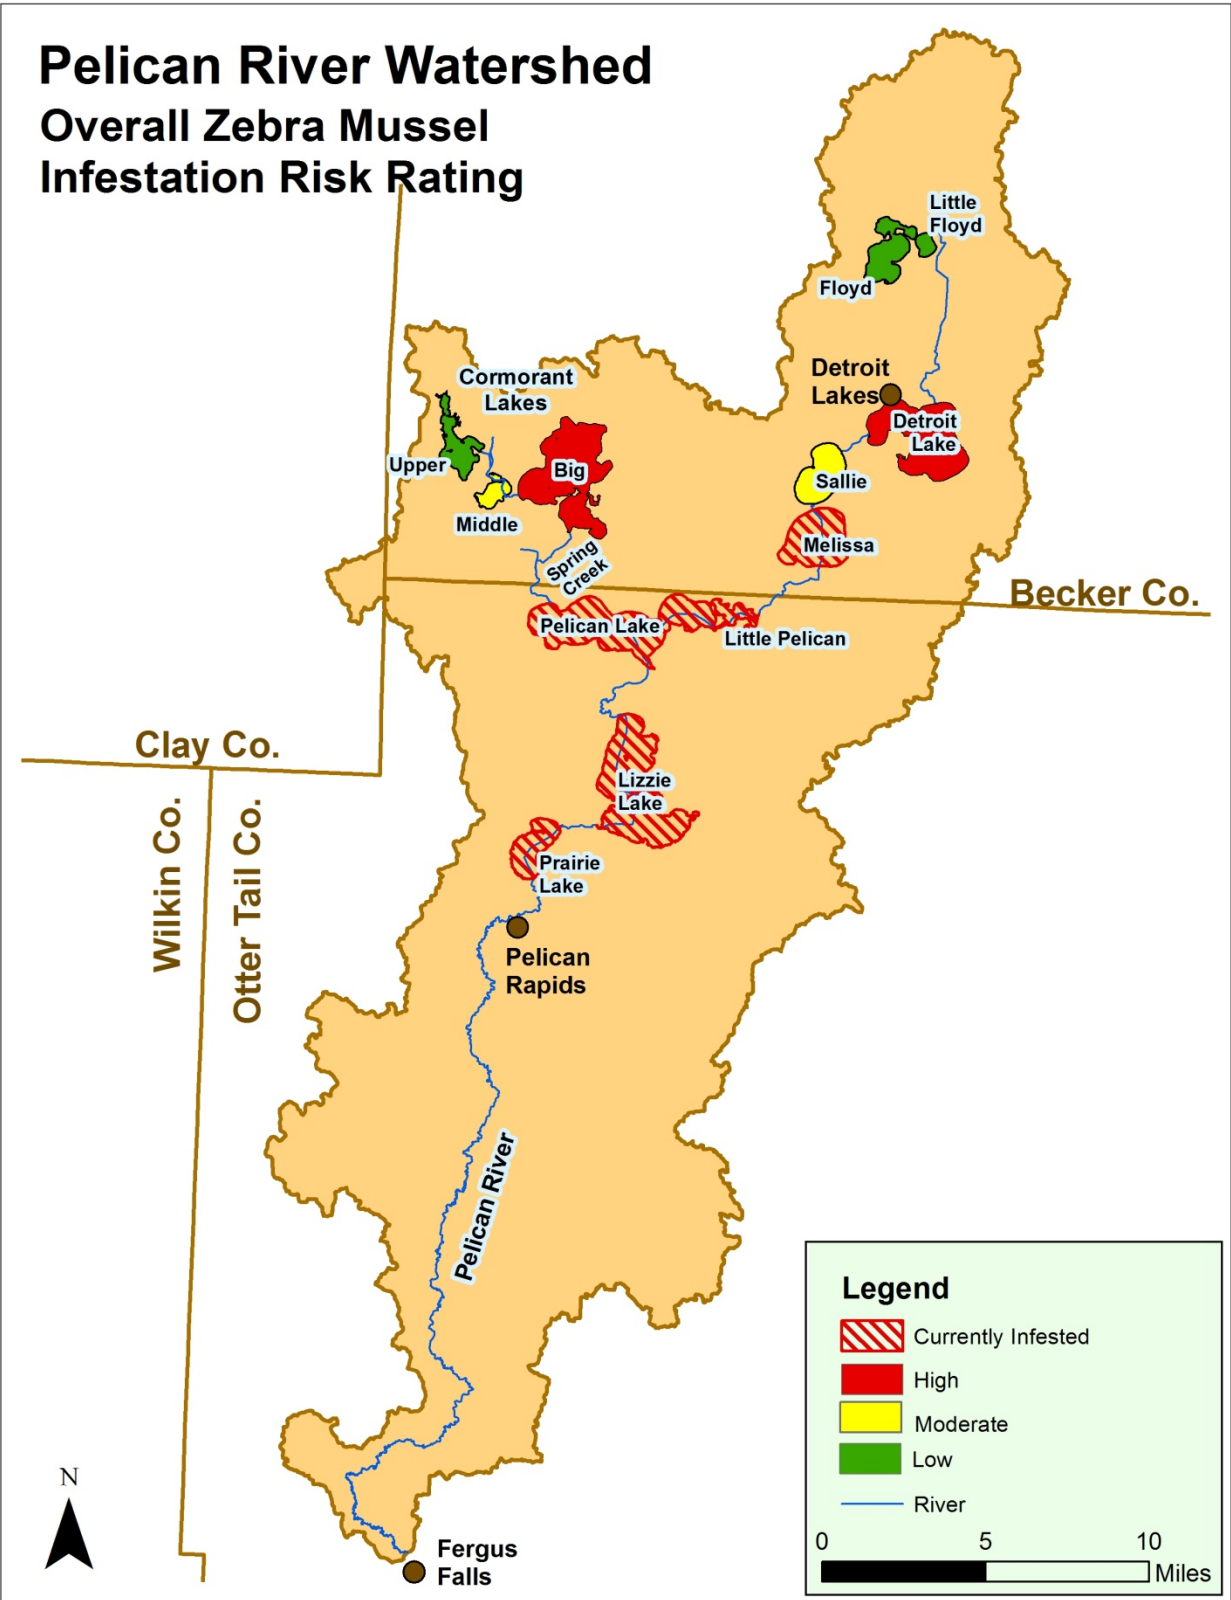 Pelican River Watershed
Overall Zebra Mussel
Infestation Risk Rating
Little
Floyd
Floyd
Detroit
Lakes
Detroit
Lake
Cormorant
Lakes
Upper
Big
Middle
Sallie
Melissa
Spring
Creek
Becker Co.
Pelican Lake
Little Pelican
Clay Co.
Lizzie
Lake
Wilkin Co.
Otter Tail Co.
Prairie
Lake
Pelican
Rapids
Pelican River
Legend
Currently Infested
High
Moderate
Low
River
0 5 10
Miles
N
Fergus
Falls